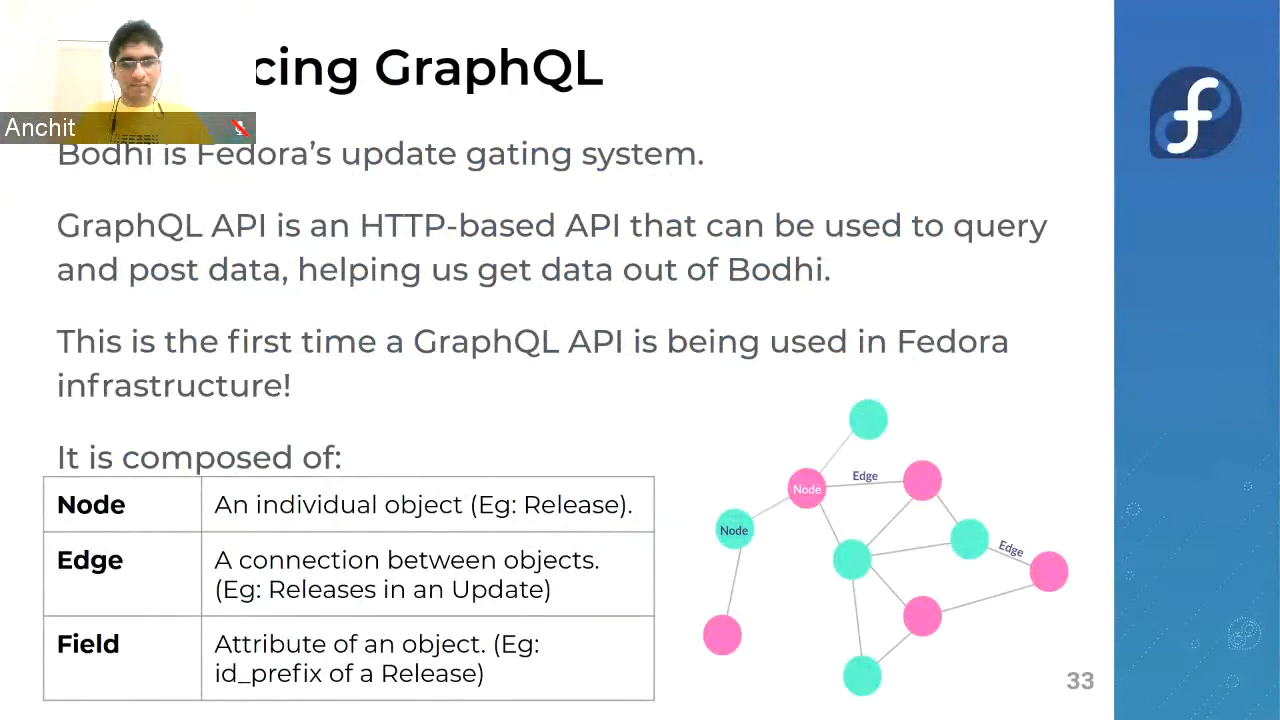 cing GraphQL
Anchit
Bodhi is Fedora’s update gating system.
GraphQL API is an HTTP-based API that can be used to query
and post data, helping us get data out of Bodhi.
This is the first time a GraphQL API is being used in Fedora
infrastructure!
It is composed of:
Node
An individual object (Eg: Release).
Edge
A connection between objects.
(Eg: Releases in an Update)
Field
Attribute of an object. (Eg:
id_prefix of a Release)
Edge
Node
Node
Edge
33